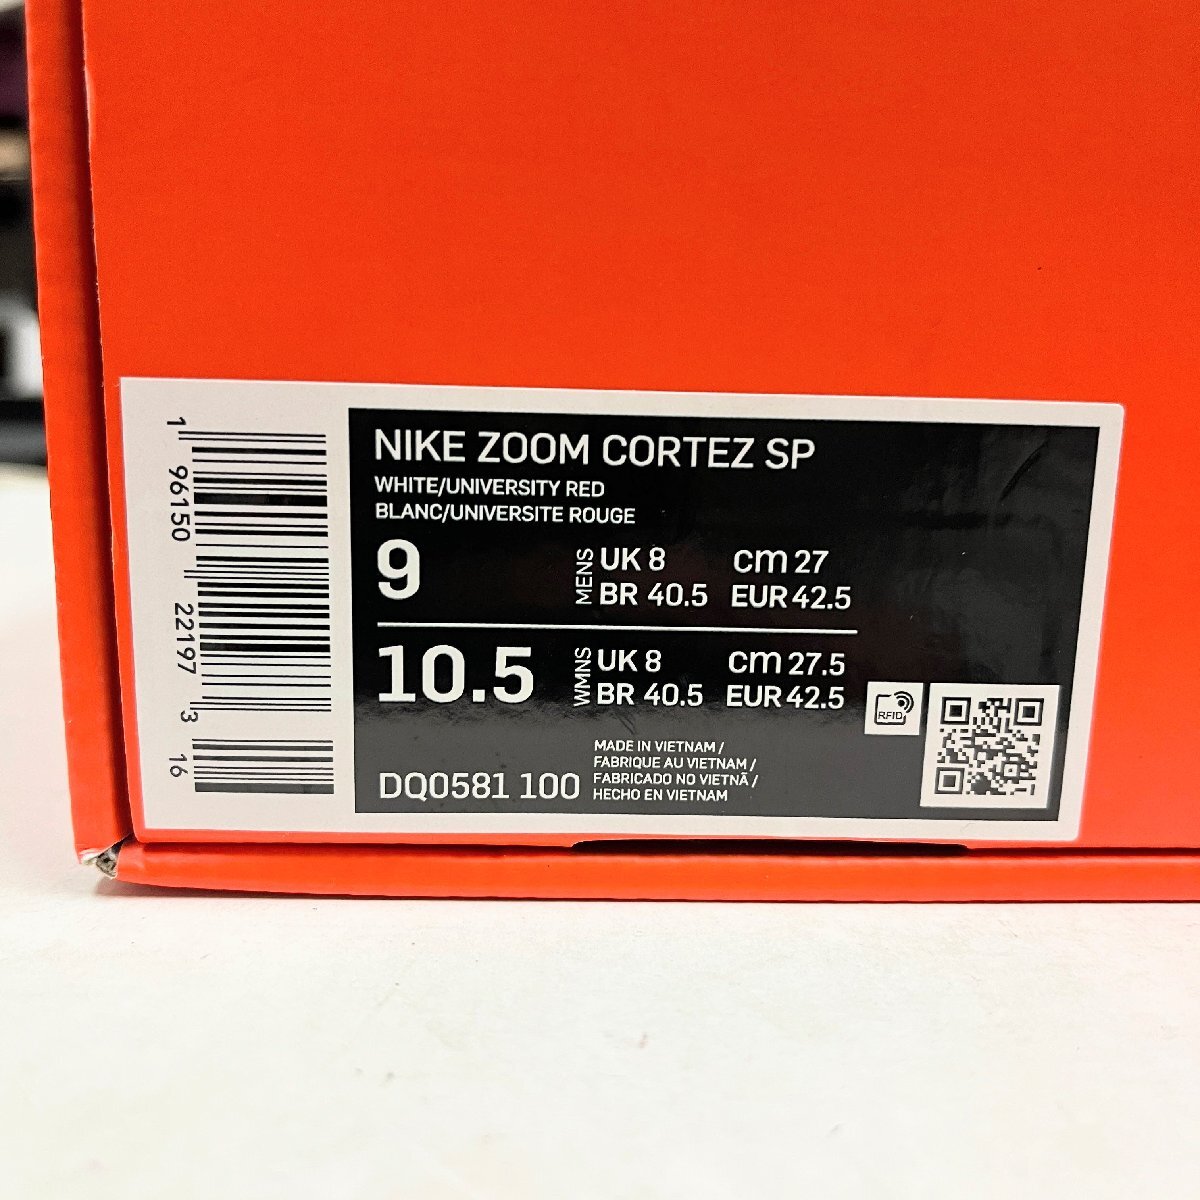 NIKE ZOOM CORTEZ SP
WHITE/UNIVERSITY RED
BLANC/UNIVERSITE ROUGE
9
MENS
UK 8 cm 27
BR 40.5 EUR 42.5
10.5
WMNS
UK 8 cm 27.5
BR 40.5 EUR 42.5
RFID
DQ0581 100
MADE IN VIETNAM /
FABRIQUE AU VIETNAM /
FABRICADO NO VIETNÃ /
HECHO EN VIETNAM
1 96150 22197 3 16